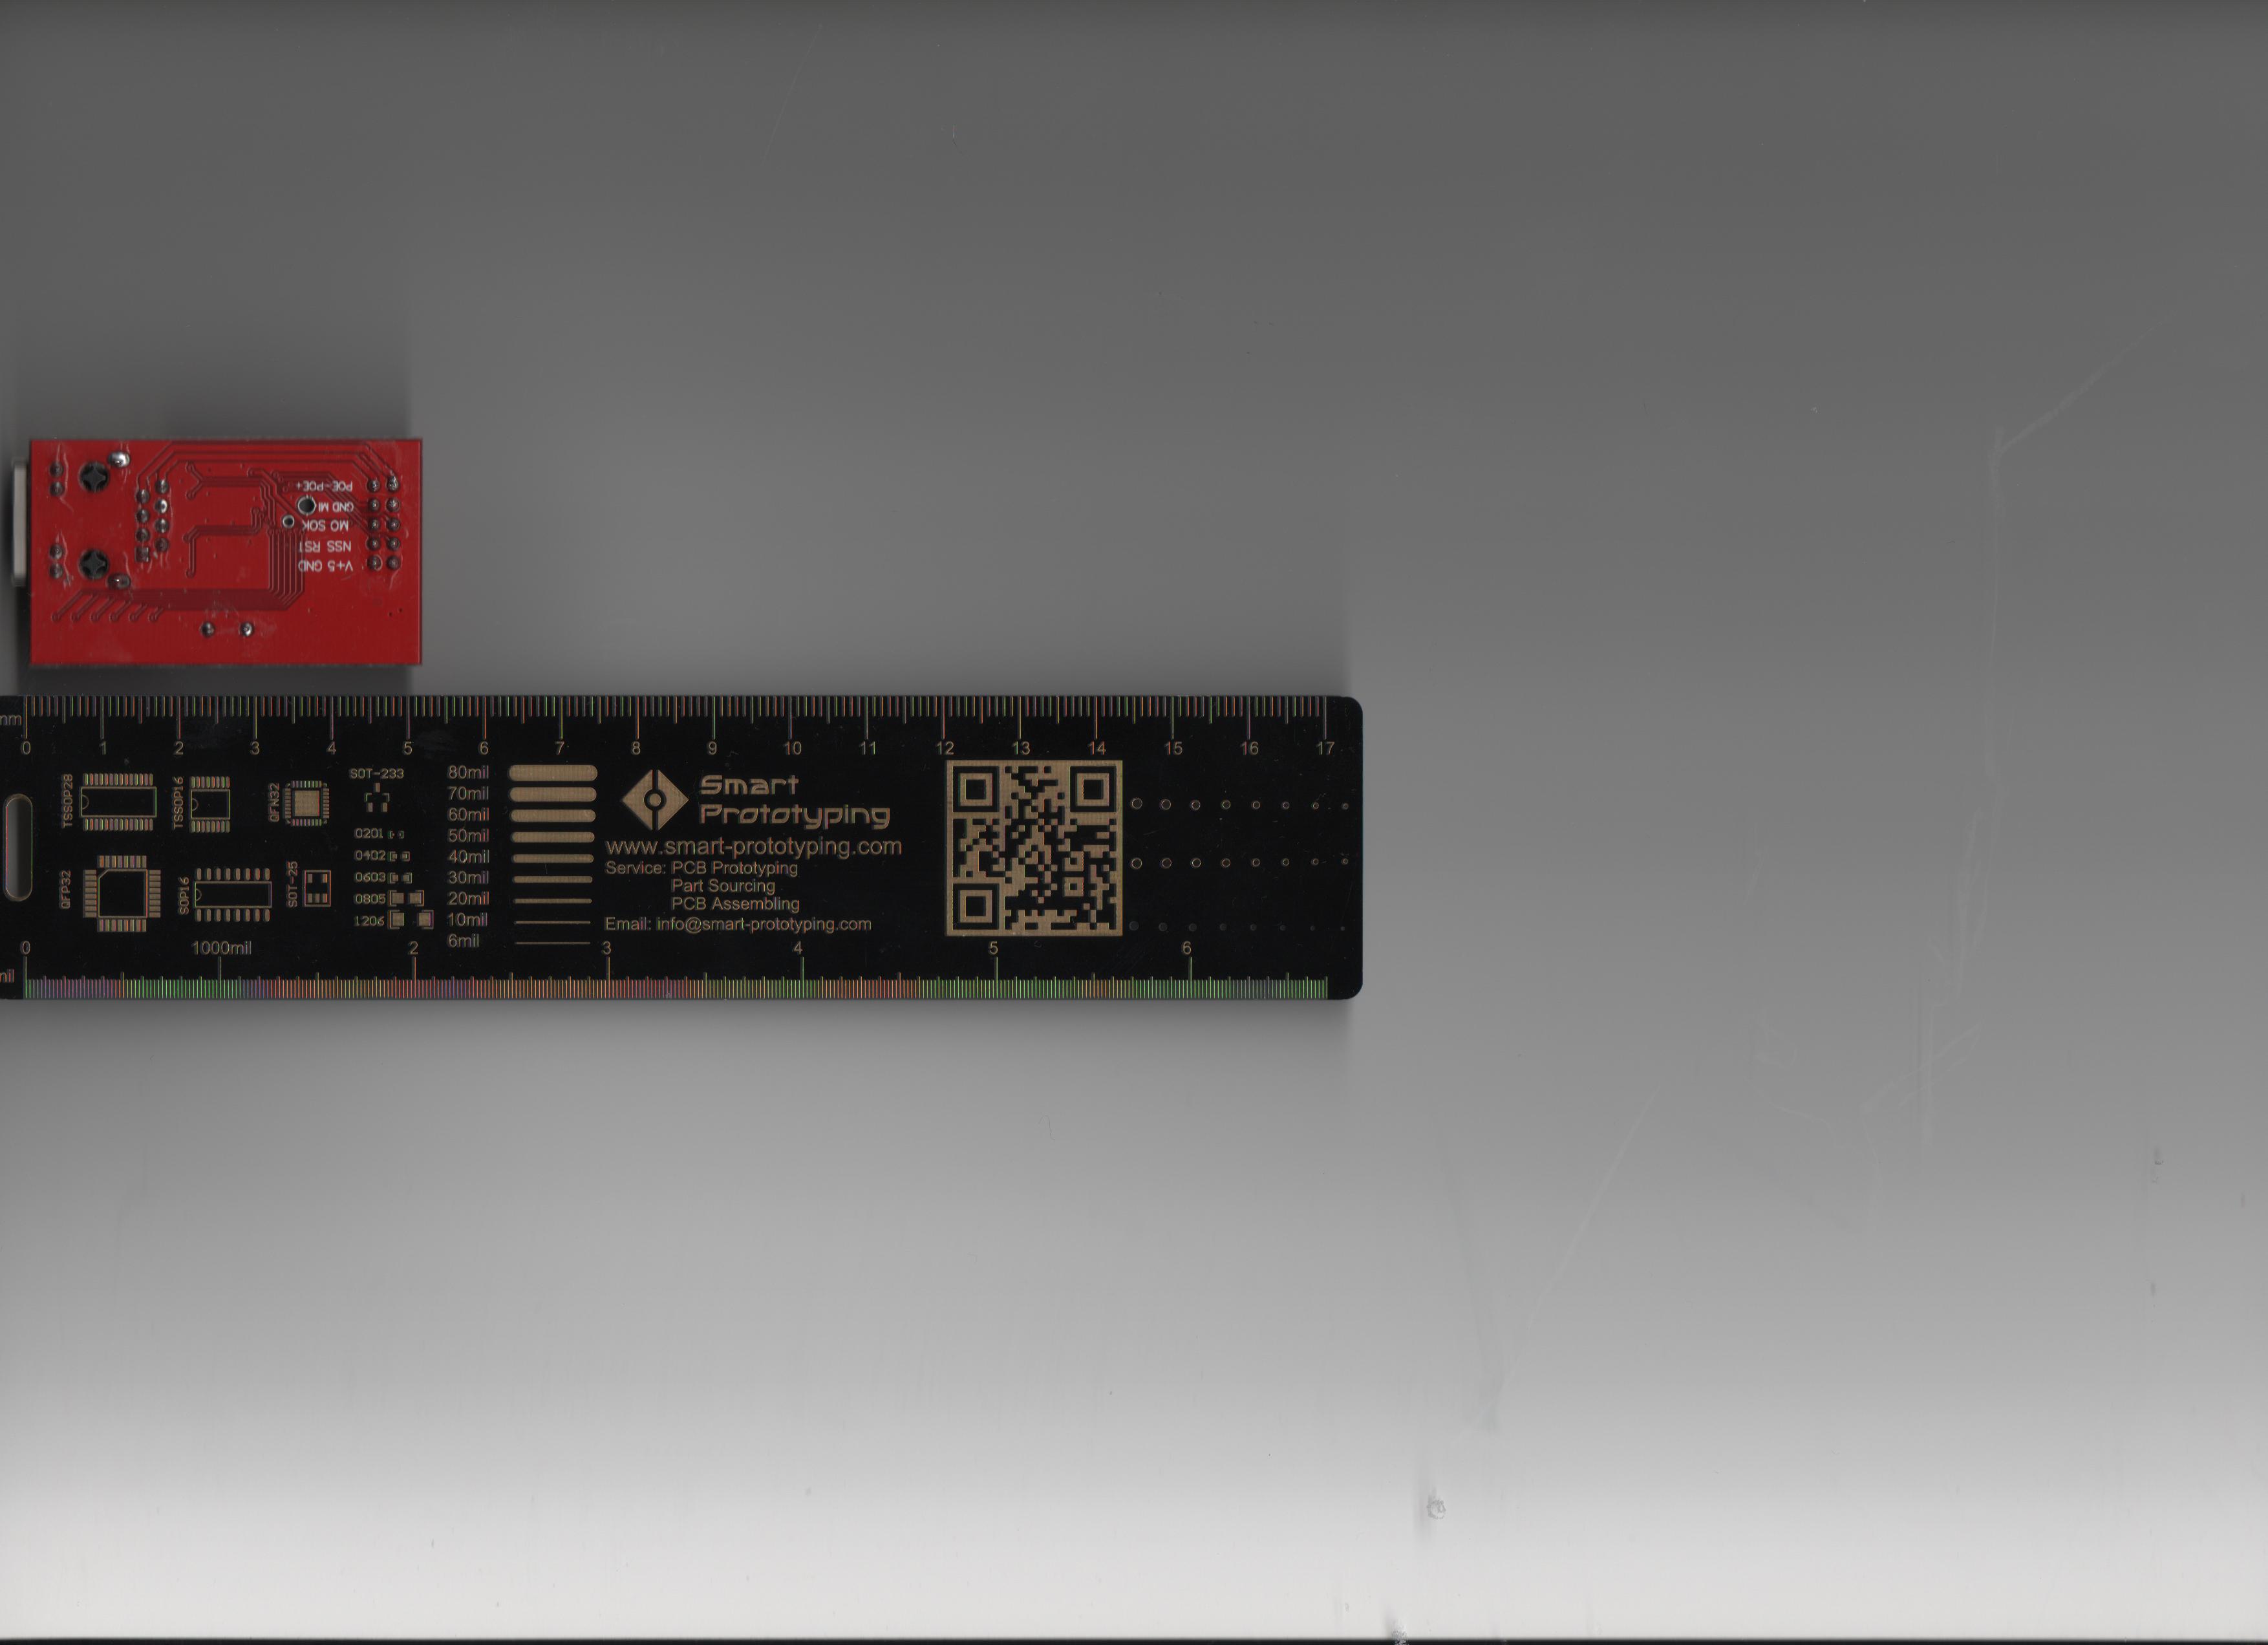 POE-POE+
GND MI
MO SCK
NSS RST
V+5 GND
mm
0 1 2 3 4 5 6 7 8 9 10 11 12 13 14 15 16 17
TSSOP28
TSSOP16
QFN32
SOT-233
0201
0402
0603
0805
1206
QFP32
SOP16
SOT-25
80mil
70mil
60mil
50mil
40mil
30mil
20mil
10mil
6mil
Smart
Prototyping
www.smart-prototyping.com
Service: PCB Prototyping
Part Sourcing
PCB Assembling
Email: info@smart-prototyping.com
0 1000mil 2 3 4 5 6
mil